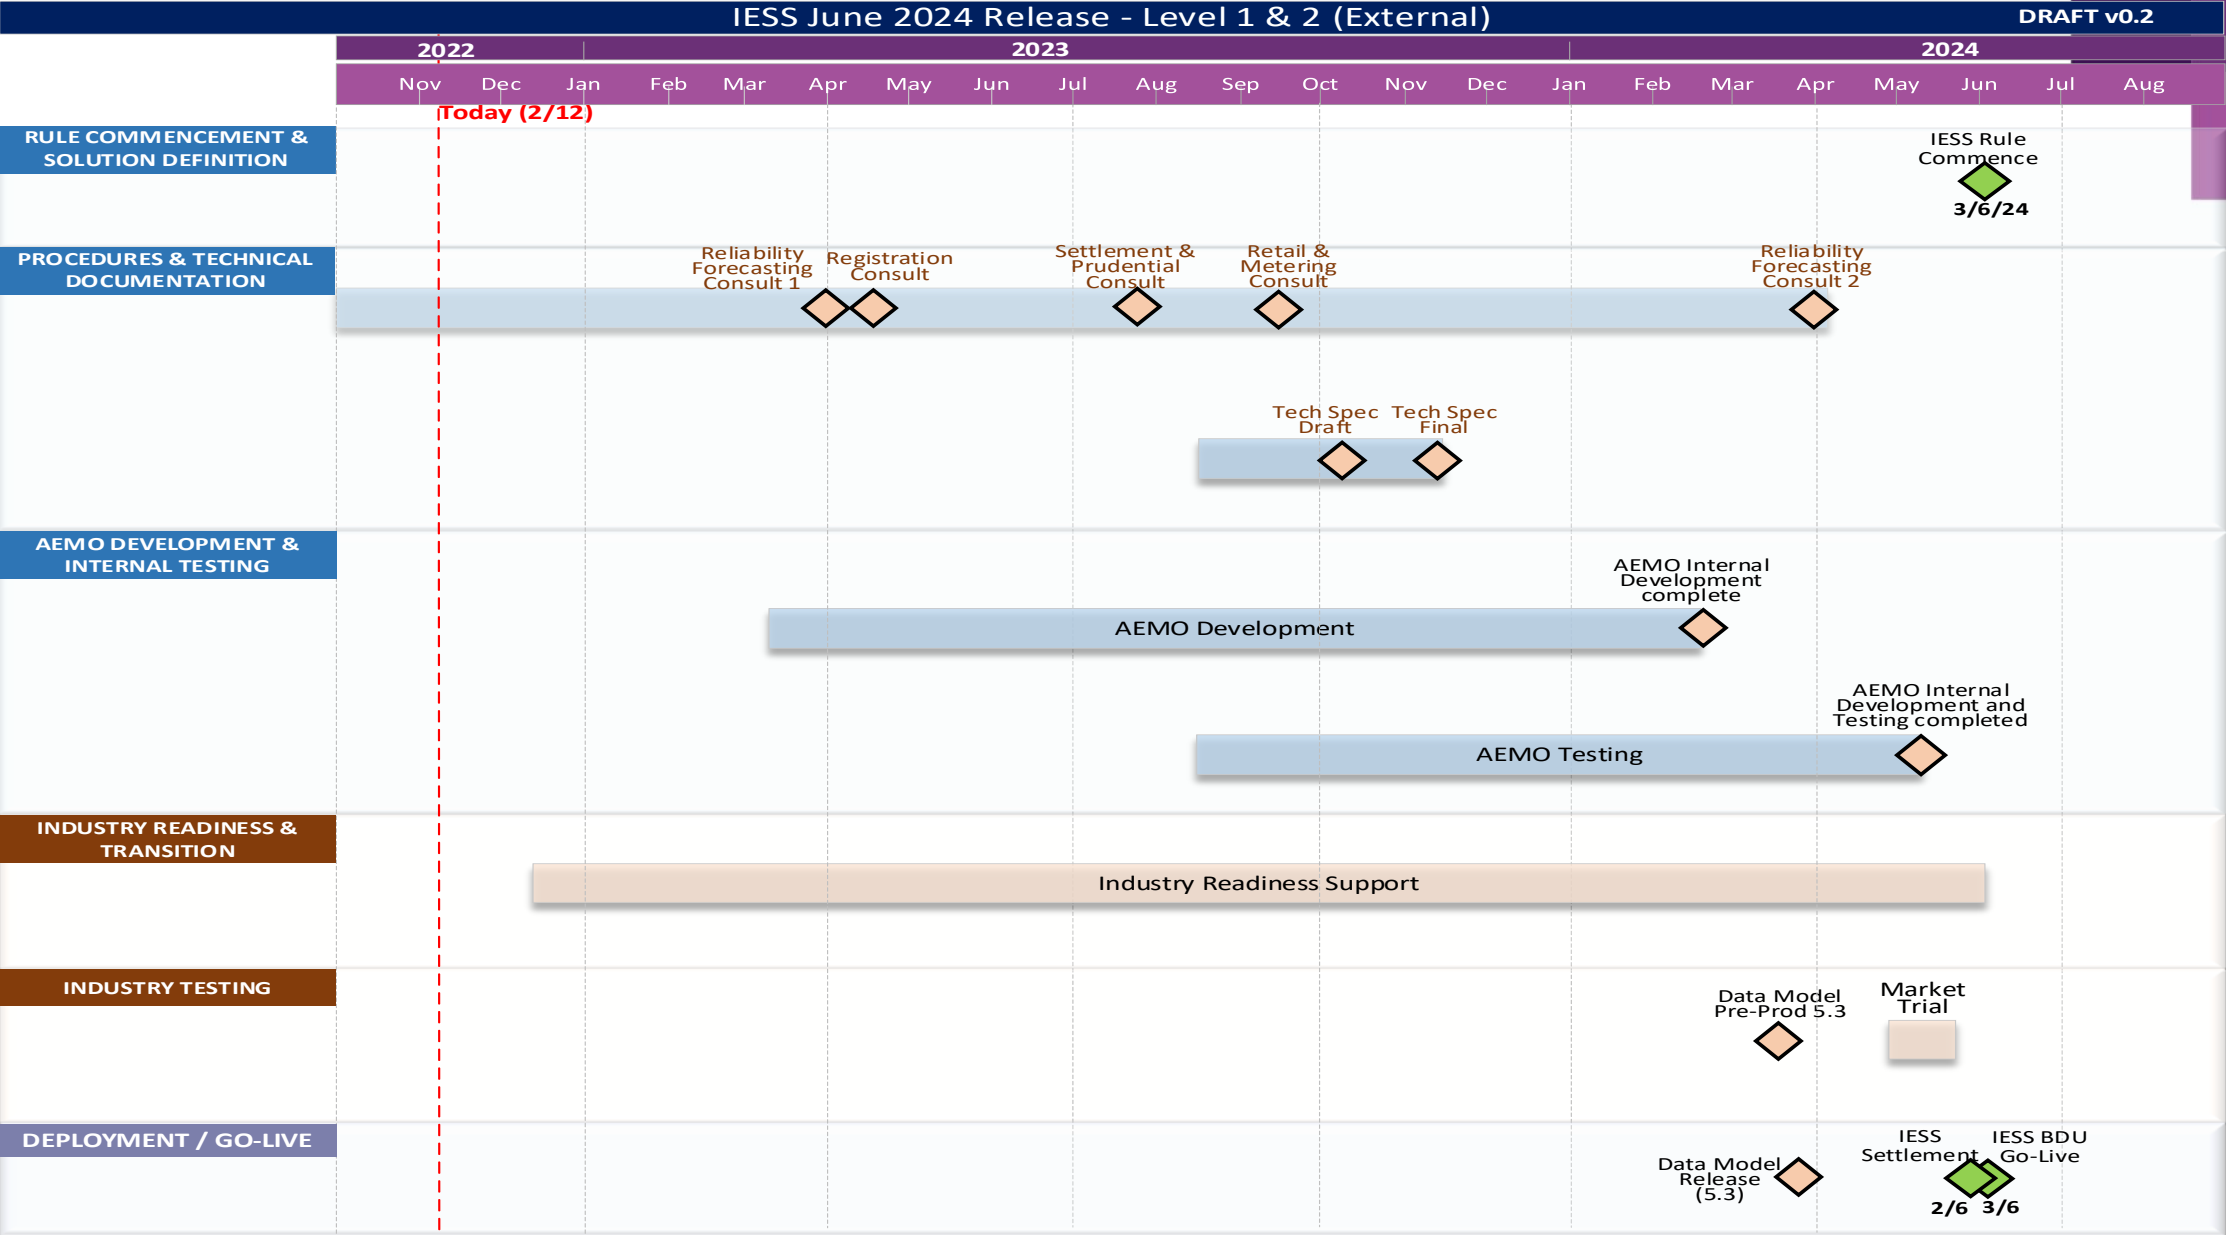 IESS June 2024 Release - Level 1 & 2 (External)
DRAFT v0.2
2022 2023 2024
Nov Dec Jan Feb Mar Apr May Jun Jul Aug Sep Oct Nov Dec Jan Feb Mar Apr May Jun Jul Aug
Today (2/12)
RULE COMMENCEMENT &
SOLUTION DEFINITION
IESS Rule
Commence
3/6/24
PROCEDURES & TECHNICAL
DOCUMENTATION
Reliability
Forecasting
Consult 1
Registration
Consult
Settlement &
Prudential
Consult
Retail &
Metering
Consult
Reliability
Forecasting
Consult 2
Tech Spec
Draft
Tech Spec
Final
AEMO DEVELOPMENT &
INTERNAL TESTING
AEMO Internal
Development
complete
AEMO Development
AEMO Internal
Development and
Testing completed
AEMO Testing
INDUSTRY READINESS &
TRANSITION
Industry Readiness Support
INDUSTRY TESTING
Data Model
Pre-Prod 5.3
Market
Trial
DEPLOYMENT / GO-LIVE
Data Model
Release
(5.3)
IESS
Settlement
2/6
IESS BDU
Go-Live
3/6